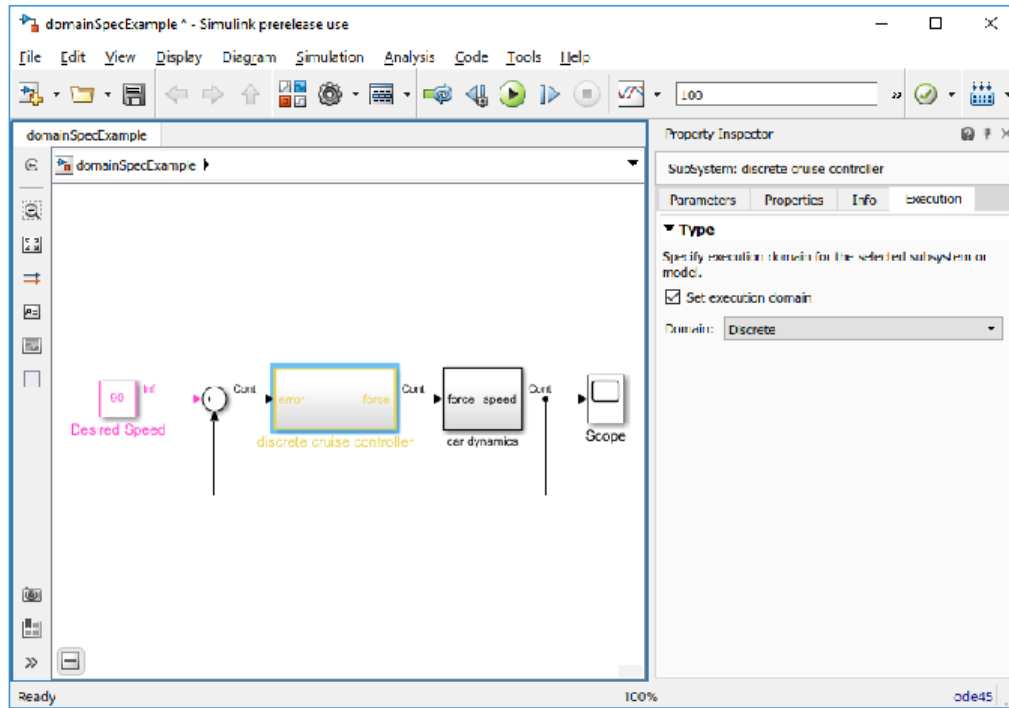 domainSpecExample * - Simulink prerelease use
File Edit View Display Diagram Simulation Analysis Code Tools Help
100 »
domainSpecExample
domainSpecExample
Property Inspector
SubSystem: discrete cruise controller
Parameters Properties Info Execution
Type
Specify execution domain for the selected subsystem or
model.
Set execution domain
Domain: Discrete
90 Inf
Desired Speed
Cont
error force
discrete cruise controller
Cont
force speed
car dynamics
Cont
Scope
»
Ready 100% ode45